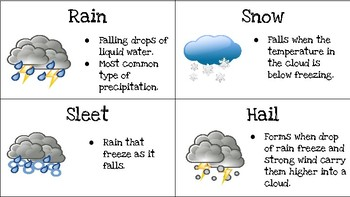 Rain
• Falling drops of
liquid water.
• Most common
type of
precipitation.
Snow
• Falls when the
temperature in
the cloud is
below freezing.
Sleet
• Rain that
freeze as it
falls.
Hail
• Forms when drop
of rain freeze and
strong wind carry
them higher into a
cloud.